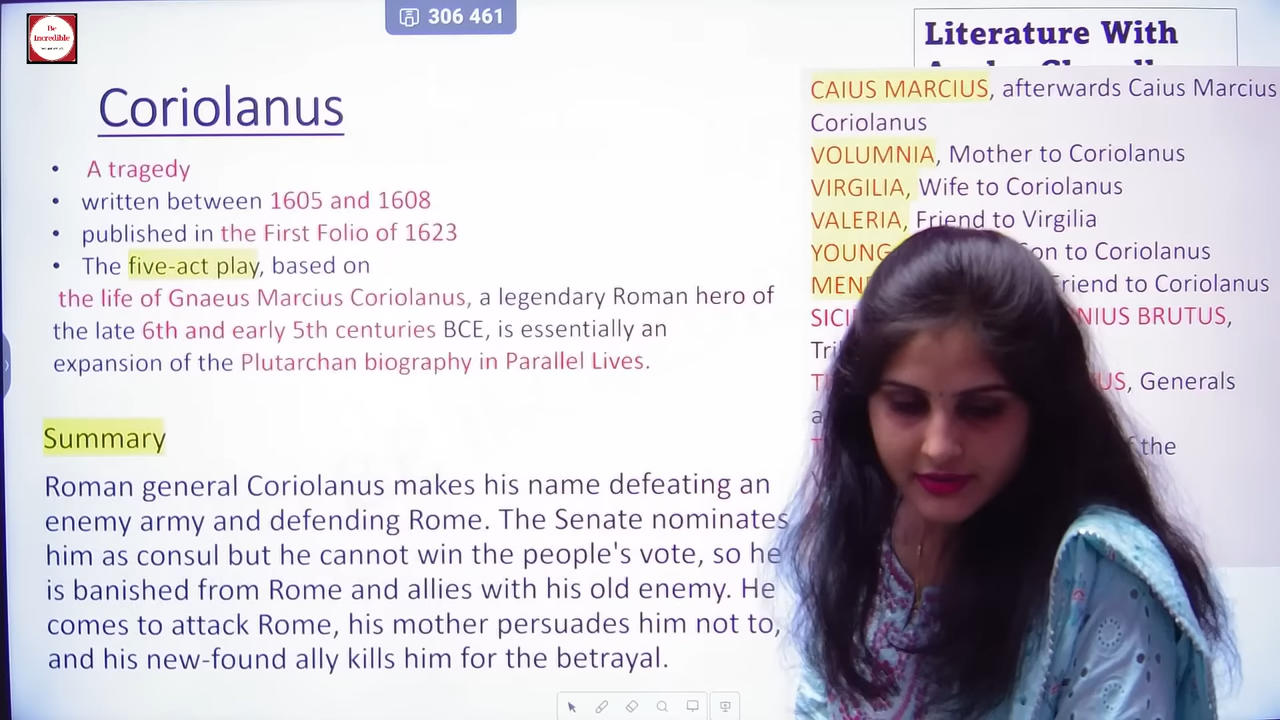 Be
Incredible
306 461
Literature With
Coriolanus
• A tragedy
• written between 1605 and 1608
• published in the First Folio of 1623
• The five-act play, based on
the life of Gnaeus Marcius Coriolanus, a legendary Roman hero of
the late 6th and early 5th centuries BCE, is essentially an
expansion of the Plutarchan biography in Parallel Lives.
Summary
Roman general Coriolanus makes his name defeating an
enemy army and defending Rome. The Senate nominates
him as consul but he cannot win the people's vote, so he
is banished from Rome and allies with his old enemy. He
comes to attack Rome, his mother persuades him not to,
and his new-found ally kills him for the betrayal.
CAIUS MARCIUS, afterwards Caius Marcius
Coriolanus
VOLUMNIA, Mother to Coriolanus
VIRGILIA, Wife to Coriolanus
VALERIA, Friend to Virgilia
YOUNG to Coriolanus
to Coriolanus
BRUTUS,
Generals
the